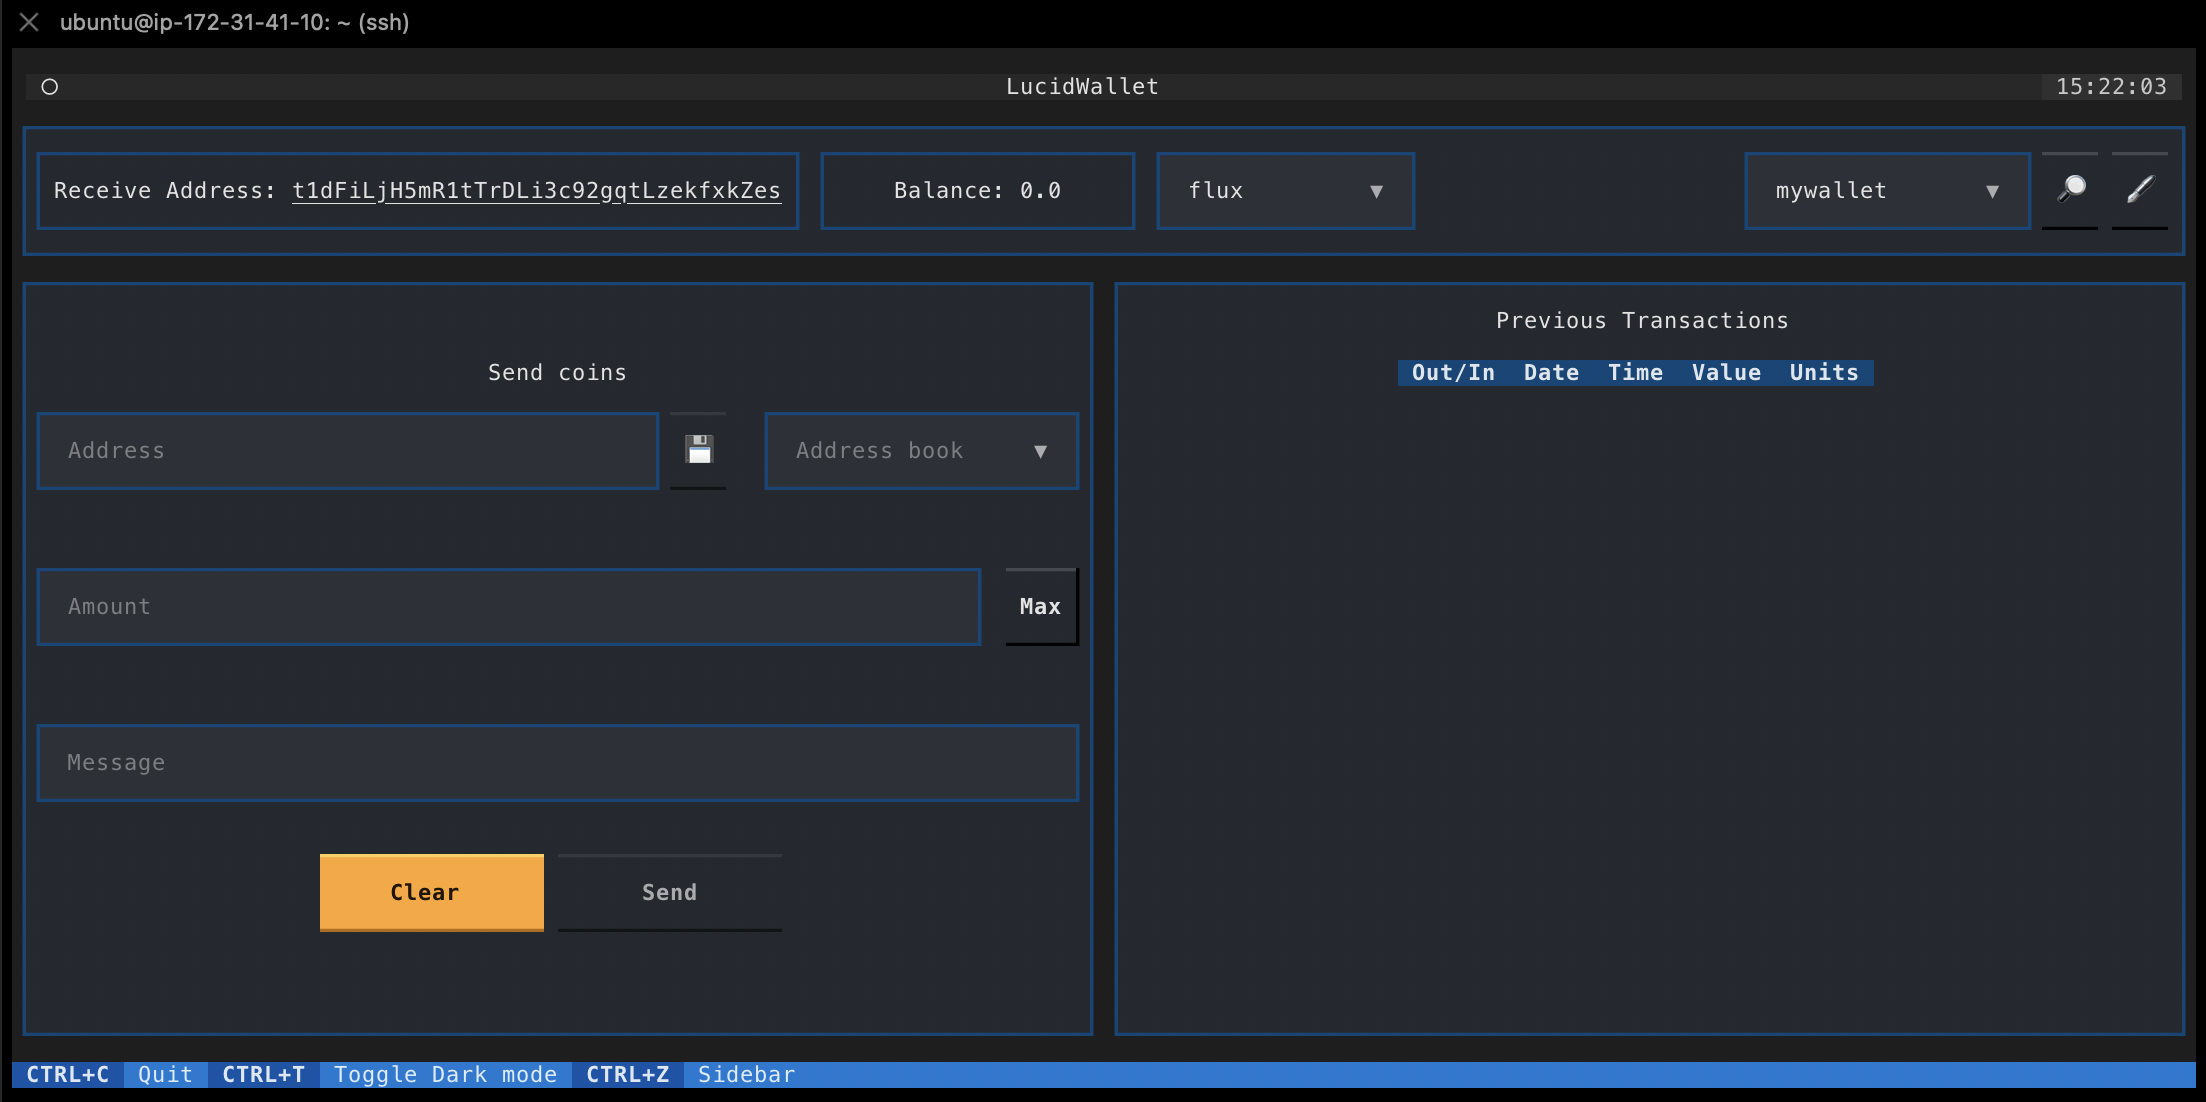 ubuntu@ip-172-31-41-10: ~ (ssh)
LucidWallet 15:22:03
Receive Address: t1dFiLjH5mR1tTrDLi3c92gqtLzekfxkZes Balance: 0.0 flux ▼ mywallet ▼
Send coins
Address Address book ▼
Amount Max
Message
Clear Send
Previous Transactions
Out/In Date Time Value Units
CTRL+C Quit CTRL+T Toggle Dark mode CTRL+Z Sidebar